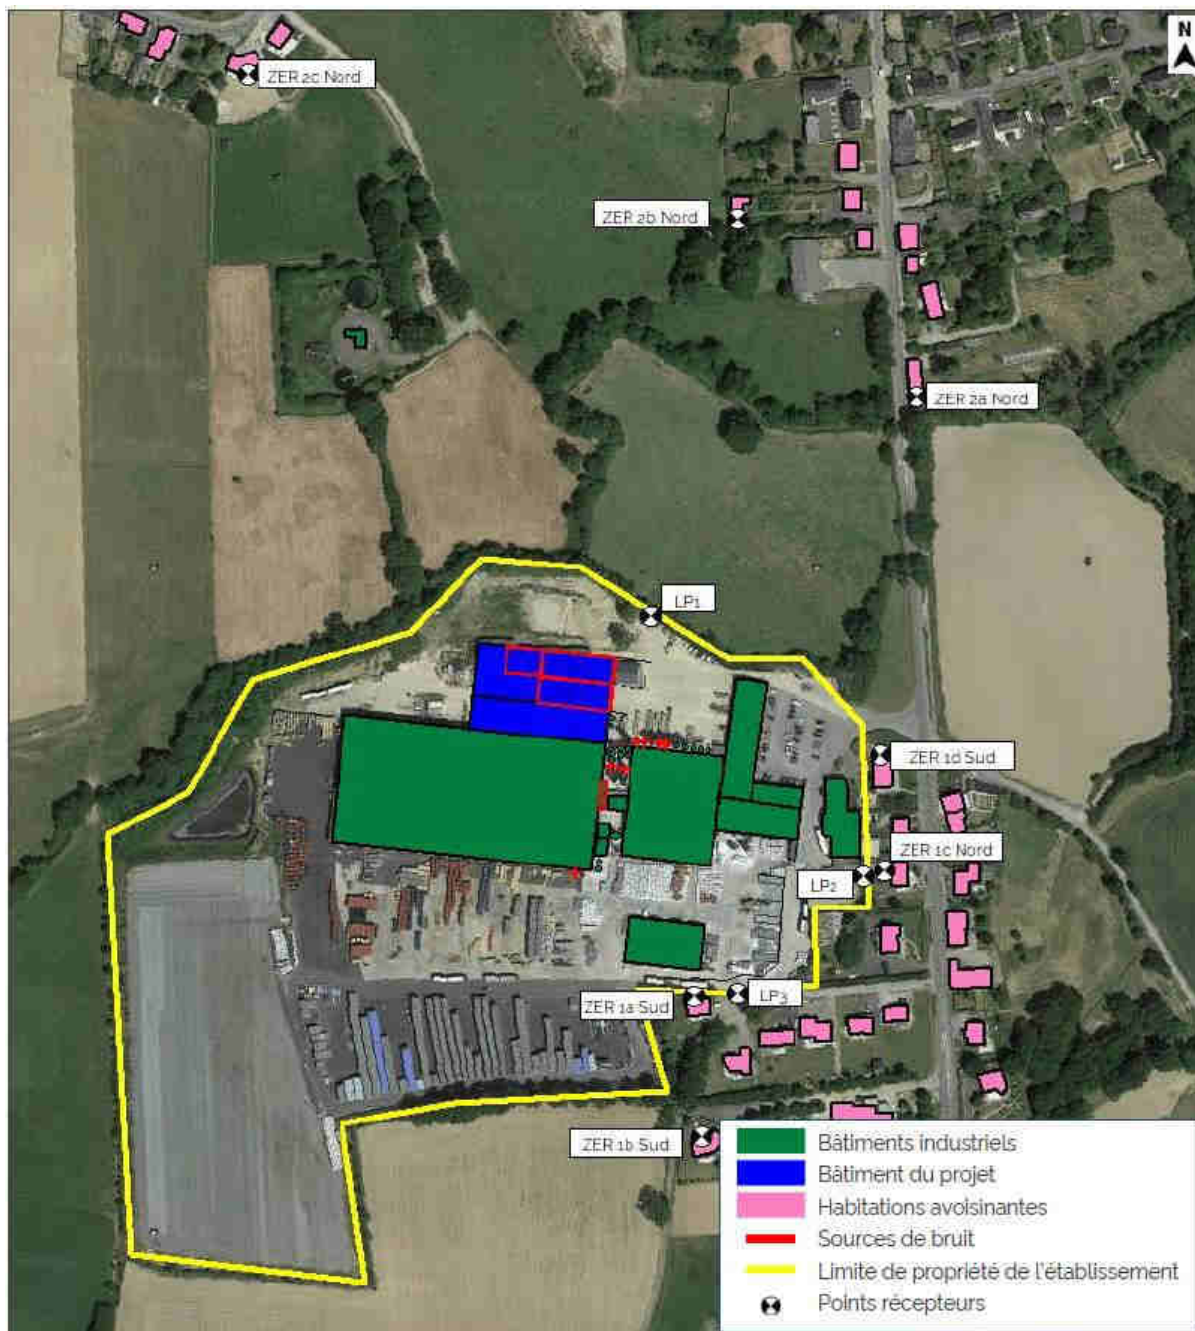 N
ZER 2c Nord
ZER 2b Nord
ZER 2a Nord
LP1
ZER 1d Sud
ZER 1c Nord
LP2
ZER 1a Sud
LP3
ZER 1b Sud
Bâtiments industriels
Bâtiment du projet
Habitations avoisinantes
Sources de bruit
Limite de propriété de l'établissement
Points récepteurs